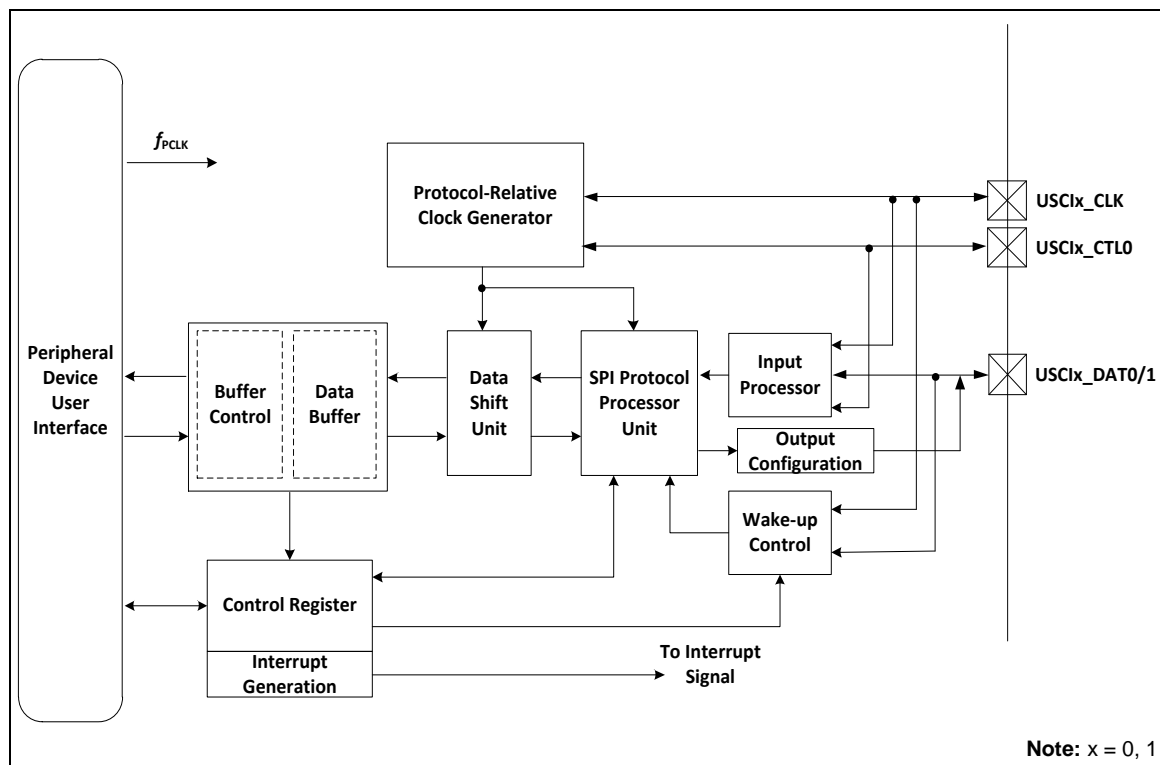 fPCLK
Protocol-Relative
Clock Generator
USCIx_CLK
USCIx_CTL0
Peripheral
Device
User
Interface
Buffer
Control
Data
Buffer
Data
Shift
Unit
SPI Protocol
Processor
Unit
Input
Processor
USCIx_DAT0/1
Output
Configuration
Wake-up
Control
Control Register
Interrupt
Generation
To Interrupt
Signal
Note: x = 0, 1